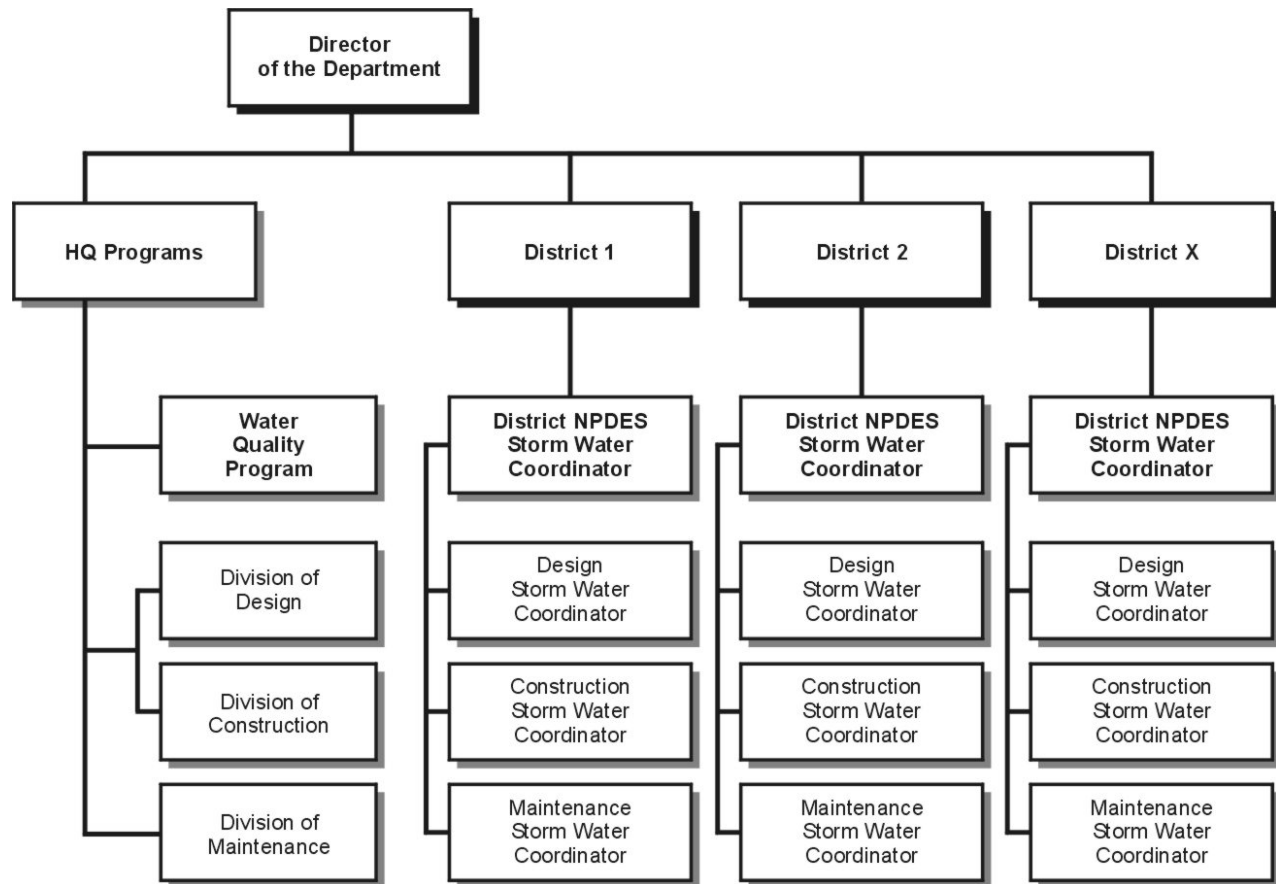 Director
of the Department
HQ Programs
District 1
District 2
District X
Water
Quality
Program
District NPDES
Storm Water
Coordinator
District NPDES
Storm Water
Coordinator
District NPDES
Storm Water
Coordinator
Division of
Design
Design
Storm Water
Coordinator
Design
Storm Water
Coordinator
Design
Storm Water
Coordinator
Division of
Construction
Construction
Storm Water
Coordinator
Construction
Storm Water
Coordinator
Construction
Storm Water
Coordinator
Division of
Maintenance
Maintenance
Storm Water
Coordinator
Maintenance
Storm Water
Coordinator
Maintenance
Storm Water
Coordinator